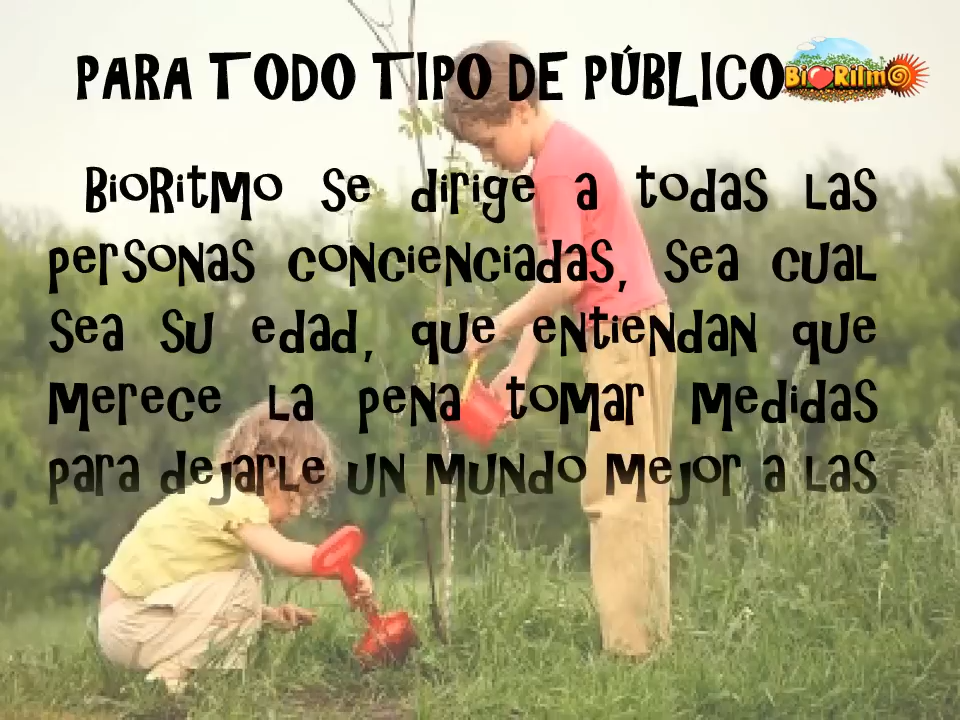 PARA TODO TIPO DE PÚBLICO
BioRitmo
BioRitmo se dirige a todas las
personas concienciadas, sea cual
sea su edad, que entiendan que
merece la pena tomar medidas
para dejarle un mundo mejor a las